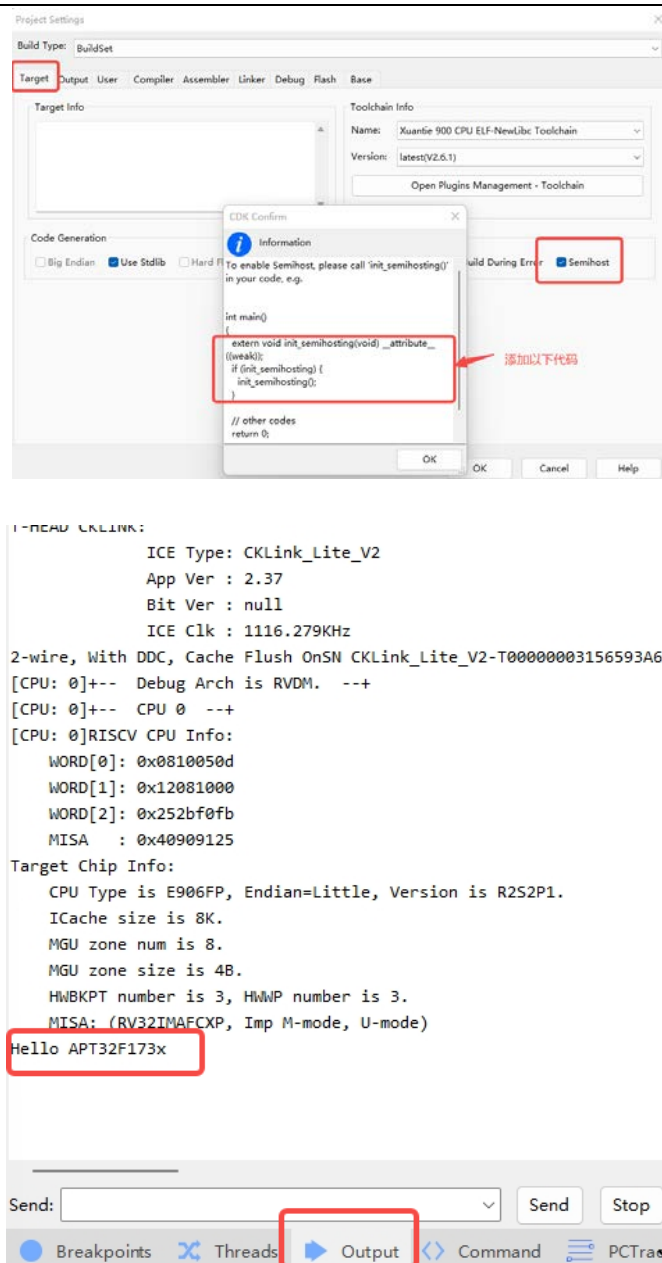 Project Settings
Build Type: BuildSet
Target Output User Compiler Assembler Linker Debug Flash Base
Target Info
Toolchain Info
Name: Xuantie 900 CPU ELF-NewLibc Toolchain
Version: latest(V2.6.1)
Open Plugins Management - Toolchain
CDK Confirm
Code Generation
Information
Big Endian Use Stdlib Hard
uild During Error Semihost
To enable Semihost, please call 'init_semihosting()'
in your code, e.g.
int main()
{
extern void init_semihosting(void) __attribute__
((weak));
if (init_semihosting) {
init_semihosting();
}
添加以下代码
// other codes
return 0;
OK
OK Cancel Help
T-HEAD CKLINK:
ICE Type: CKLink_Lite_V2
App Ver : 2.37
Bit Ver : null
ICE Clk : 1116.279KHz
2-wire, With DDC, Cache Flush OnSN CKLink_Lite_V2-T00000003156593A6
[CPU: 0]+-- Debug Arch is RVDM. --+
[CPU: 0]+-- CPU 0 --+
[CPU: 0]RISCV CPU Info:
WORD[0]: 0x0810050d
WORD[1]: 0x12081000
WORD[2]: 0x252bf0fb
MISA : 0x40909125
Target Chip Info:
CPU Type is E906FP, Endian=Little, Version is R2S2P1.
ICache size is 8K.
MGU zone num is 8.
MGU zone size is 4B.
HWBKPT number is 3, HWWP number is 3.
MISA: (RV32IMAFCXP, Imp M-mode, U-mode)
Hello APT32F173x
Send: Send Stop
Breakpoints Threads Output Command PCTra